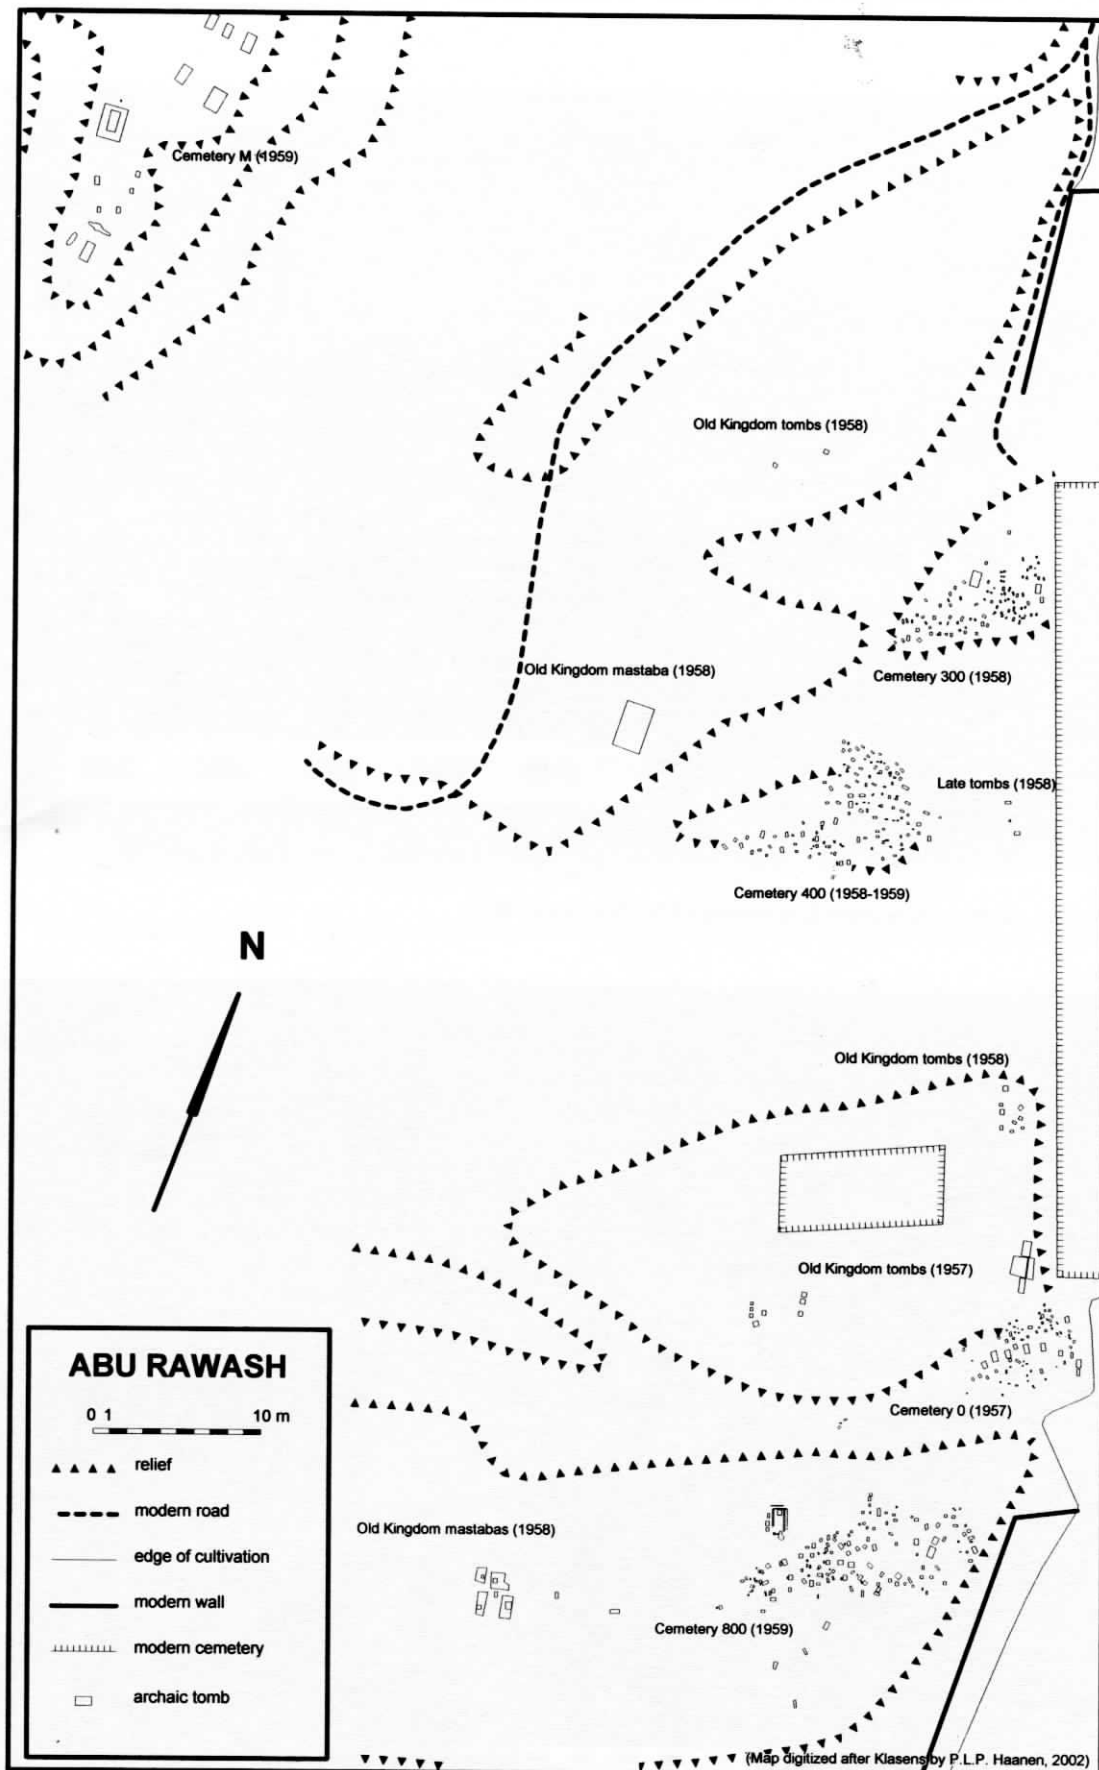 Cemetery M (1959)
Old Kingdom tombs (1958)
Old Kingdom mastaba (1958)
Cemetery 300 (1958)
Late tombs (1958)
Cemetery 400 (1958-1959)
N
Old Kingdom tombs (1958)
Old Kingdom tombs (1957)
Cemetery 0 (1957)
Old Kingdom mastabas (1958)
Cemetery 800 (1959)
ABU RAWASH
0 1 10 m
relief
modern road
edge of cultivation
modern wall
modern cemetery
archaic tomb
(Map digitized after Klasens by P.L.P. Haanen, 2002)